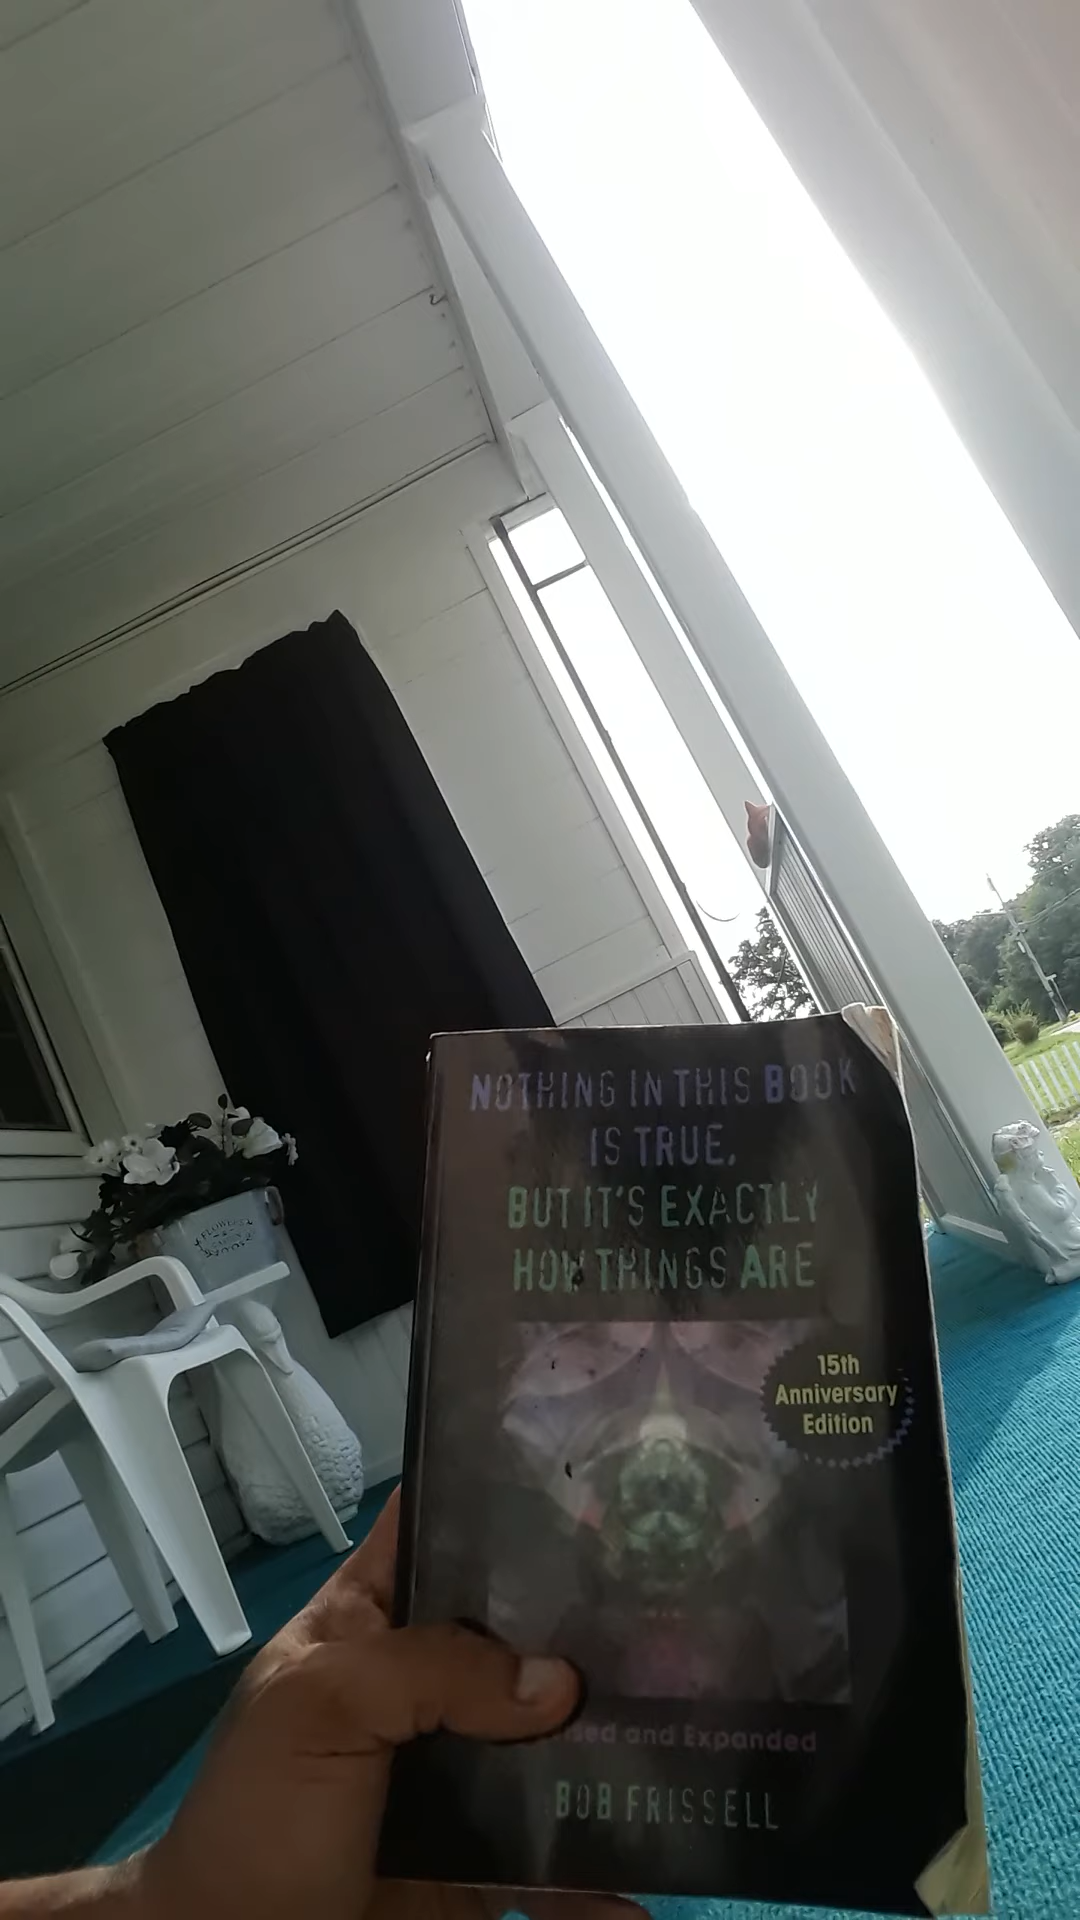 NOTHING IN THIS BOOK
IS TRUE,
BUT IT'S EXACTLY
HOW THINGS ARE
15th
Anniversary
Edition
and Expanded
BOB FRISSELL
FLOWERS